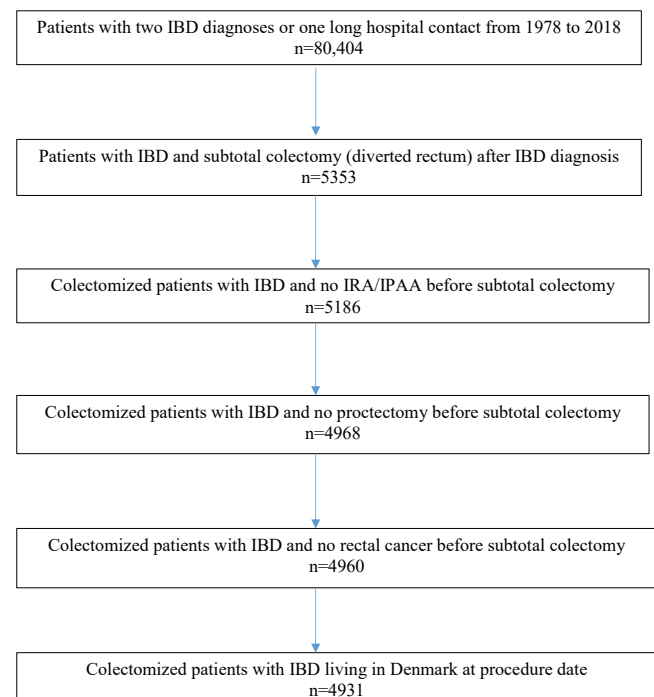 Patients with two IBD diagnoses or one long hospital contact from 1978 to 2018
n=80,404
Patients with IBD and subtotal colectomy (diverted rectum) after IBD diagnosis
n=5353
Colectomized patients with IBD and no IRA/IPAA before subtotal colectomy
n=5186
Colectomized patients with IBD and no proctectomy before subtotal colectomy
n=4968
Colectomized patients with IBD and no rectal cancer before subtotal colectomy
n=4960
Colectomized patients with IBD living in Denmark at procedure date
n=4931